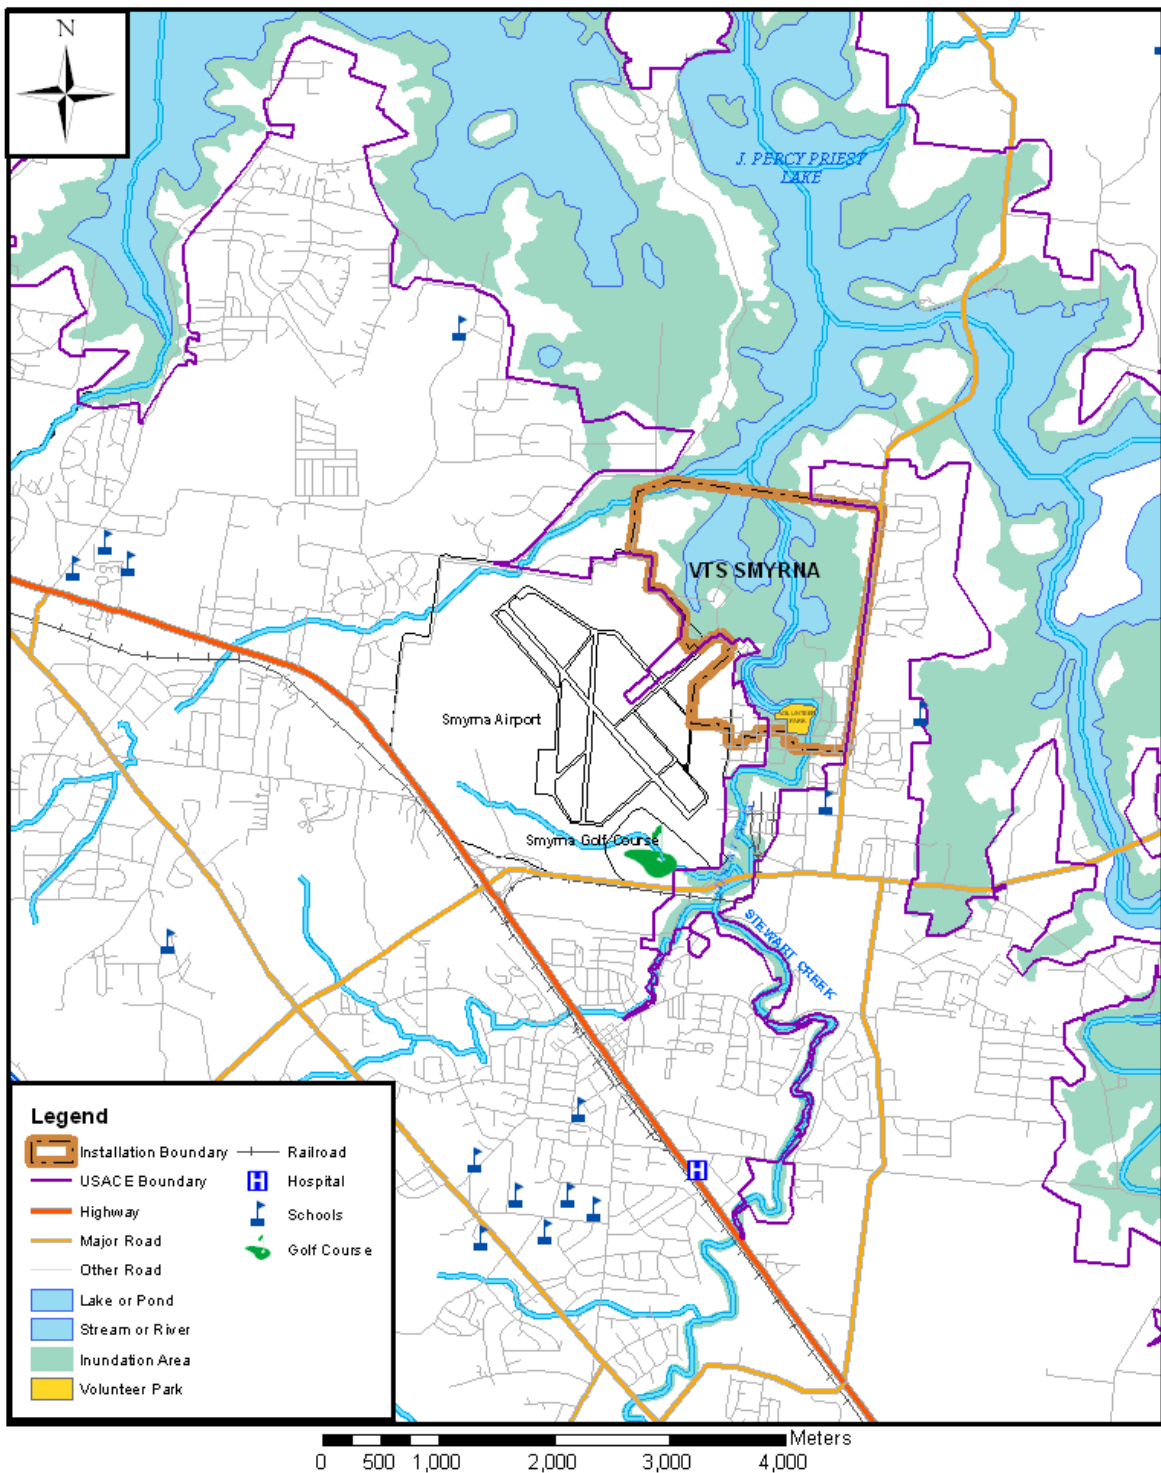 N
J. PERCY PRIEST
LAKE
VTS SMYRNA
VOLUNTEER
PARK
Smyrna Airport
Smyrna Golf Course
STEWART CREEK
Legend
Installation Boundary
USACE Boundary
Highway
Major Road
Other Road
Lake or Pond
Stream or River
Inundation Area
Volunteer Park
Railroad
H Hospital
Schools
Golf Course
H
Meters
0 500 1,000 2,000 3,000 4,000